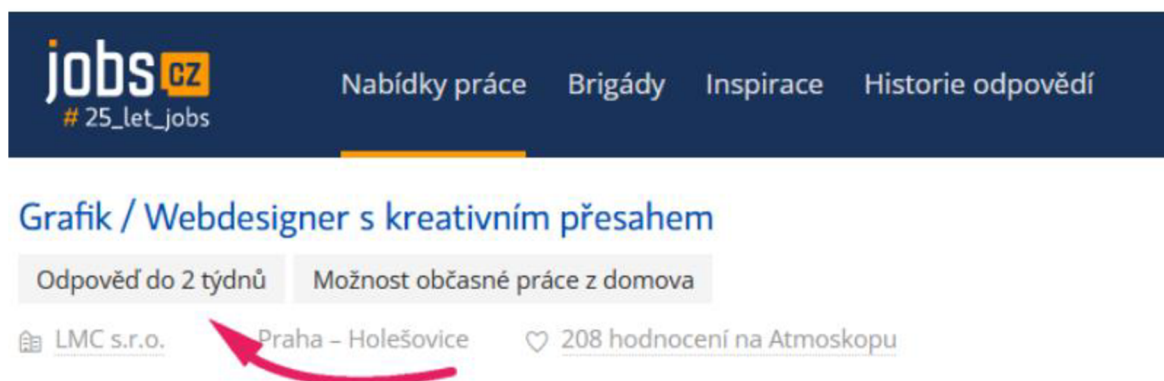 jobs cz
# 25_let_jobs
Nabídky práce Brigády Inspirace Historie odpovědí
Grafik / Webdesigner s kreativním přesahem
Odpověď do 2 týdnů Možnost občasné práce z domova
LMC s.r.o. Praha – Holešovice 208 hodnocení na Atmoskopu